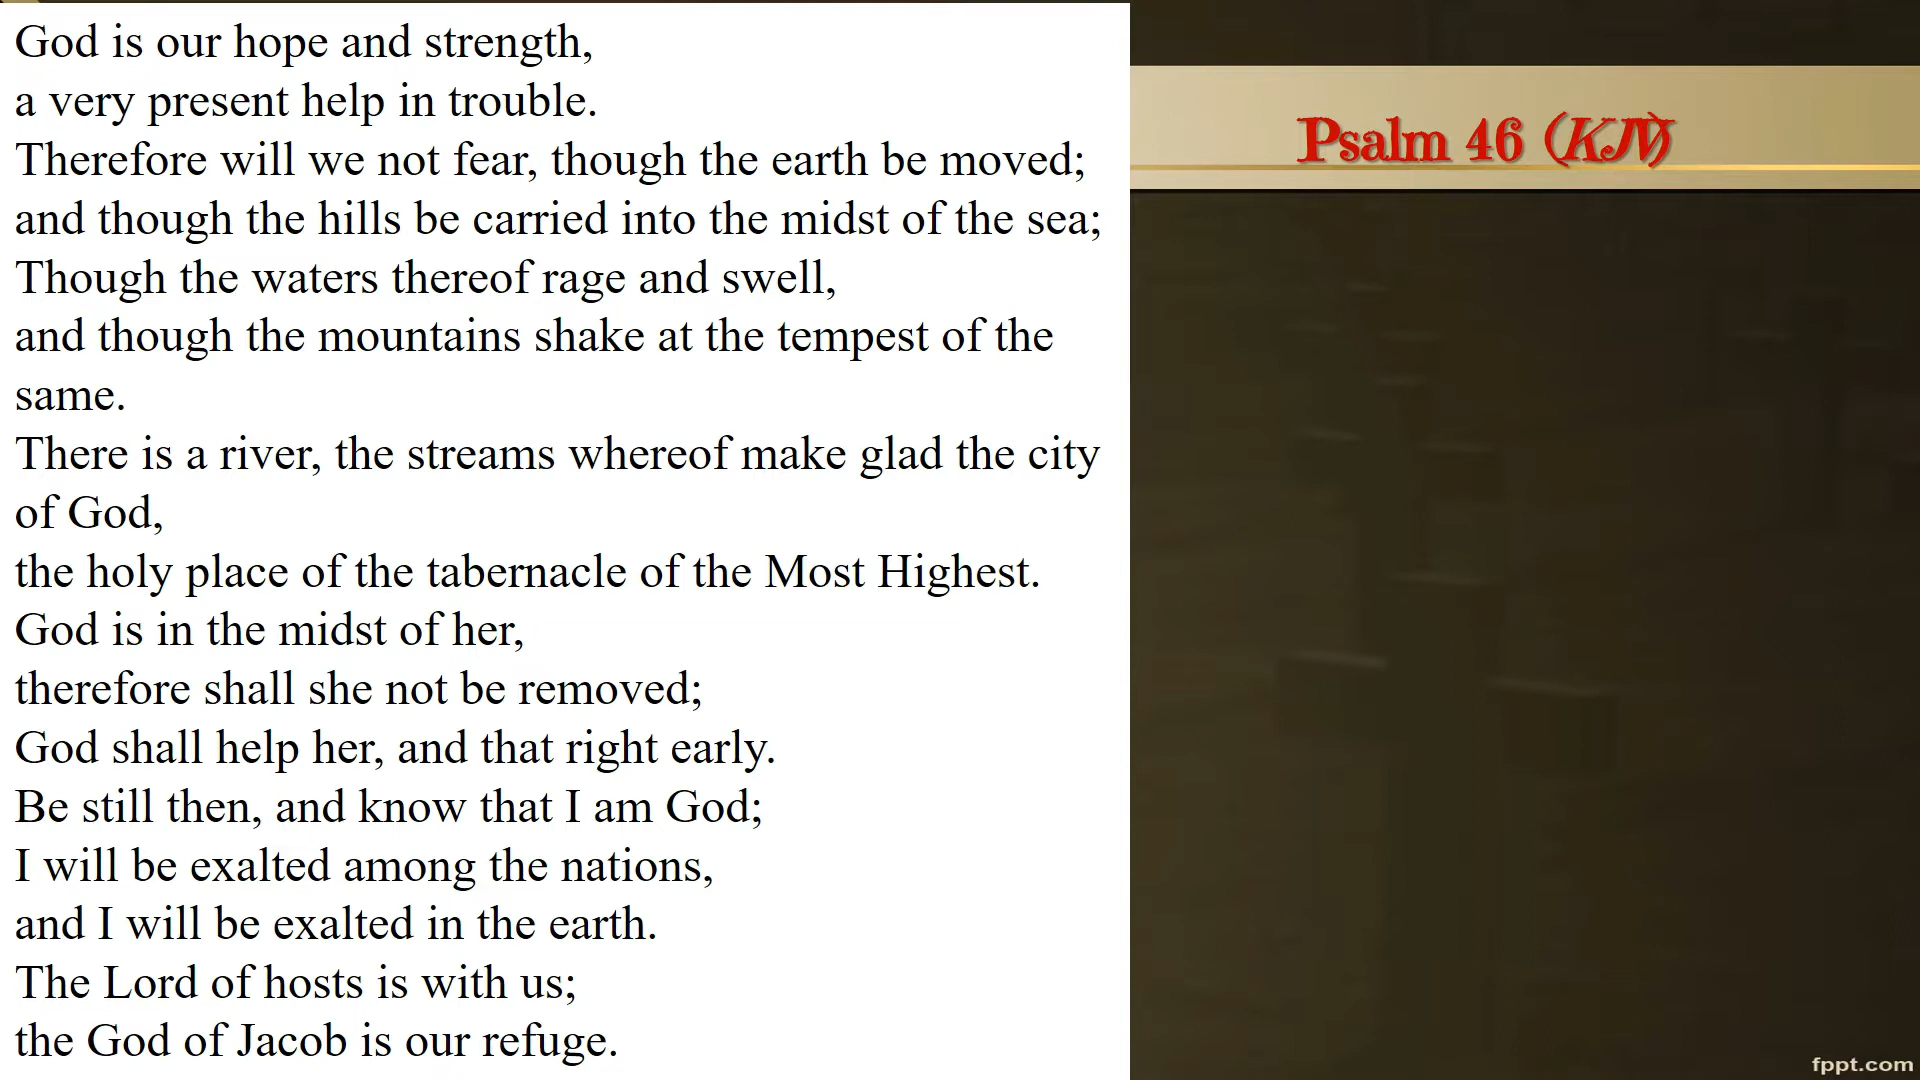 God is our hope and strength,
a very present help in trouble.
Therefore will we not fear, though the earth be moved;
and though the hills be carried into the midst of the sea;
Though the waters thereof rage and swell,
and though the mountains shake at the tempest of the
same.
There is a river, the streams whereof make glad the city
of God,
the holy place of the tabernacle of the Most Highest.
God is in the midst of her,
therefore shall she not be removed;
God shall help her, and that right early.
Be still then, and know that I am God;
I will be exalted among the nations,
and I will be exalted in the earth.
The Lord of hosts is with us;
the God of Jacob is our refuge.
Psalm 46 (KJV)
fppt.com